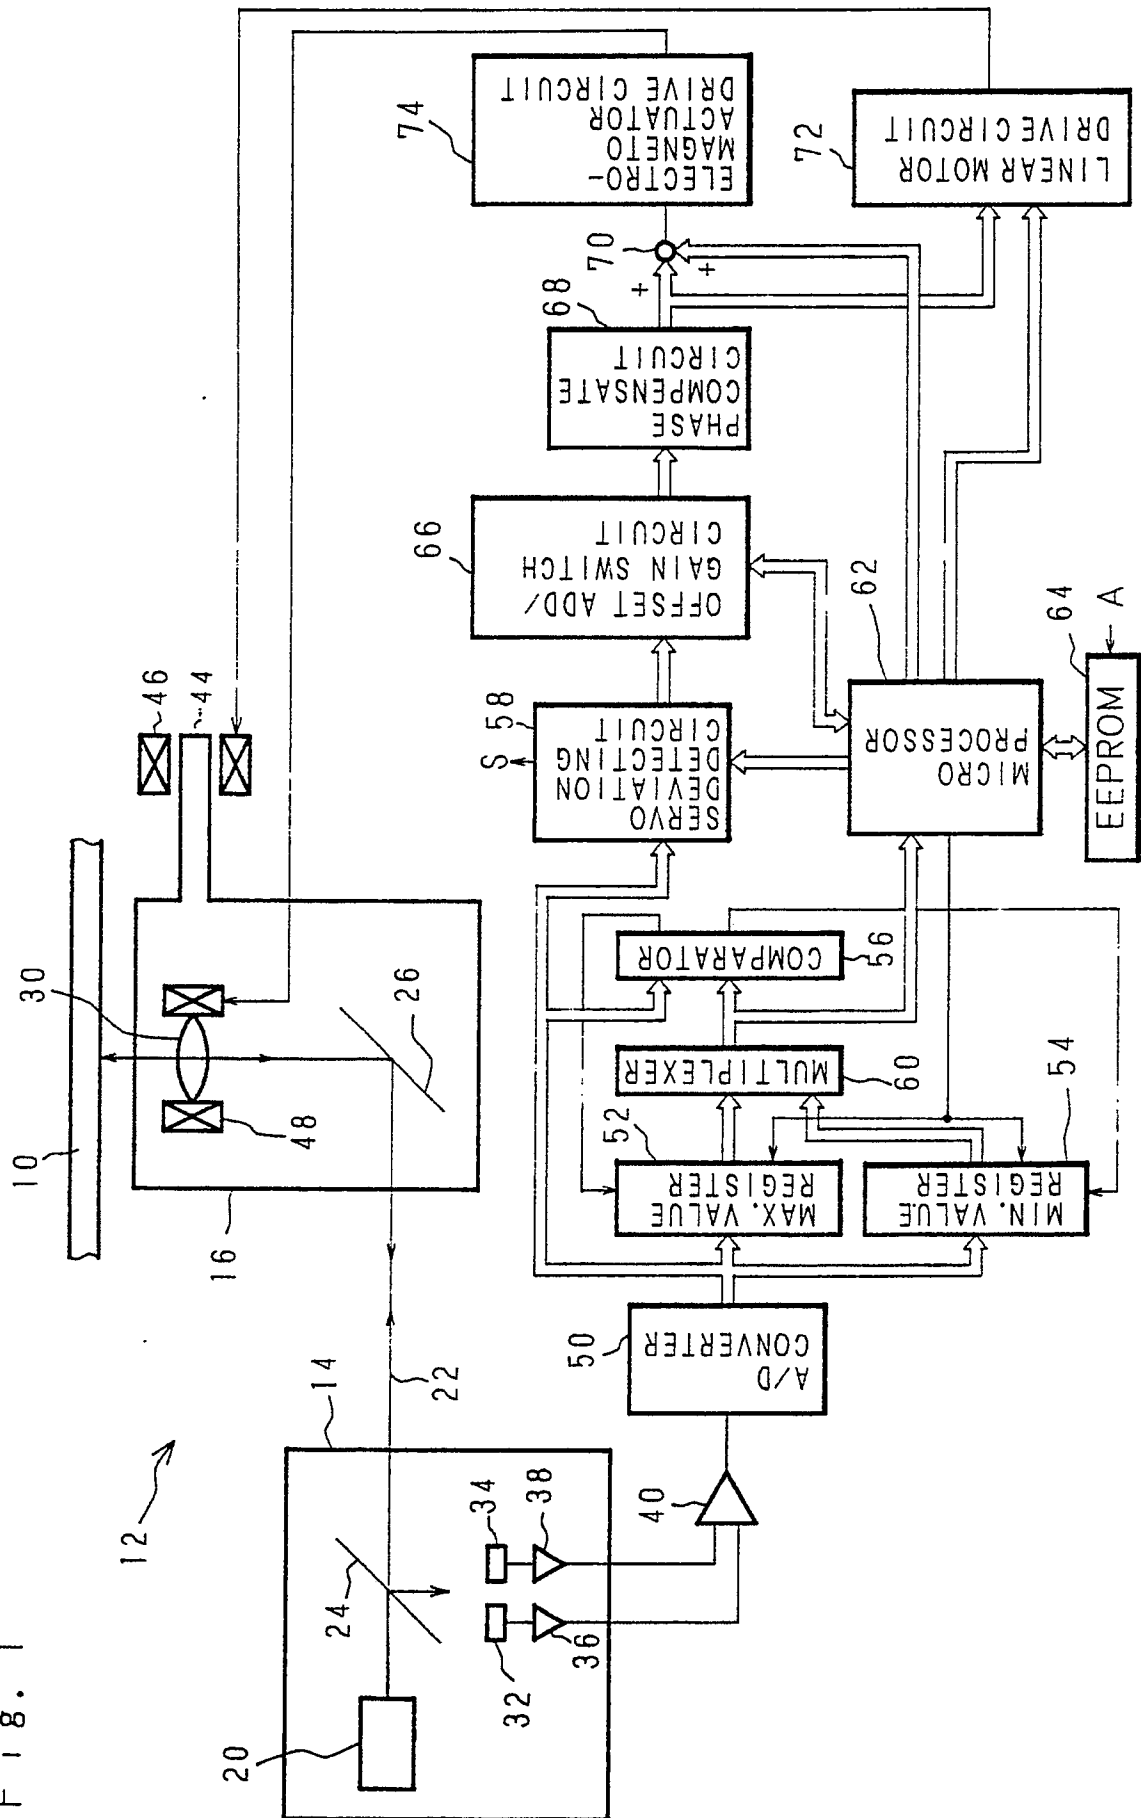 Fig. 1
10
12
14
16
20
22
24
26
30
32
34
36
38
40
44
46
48
A/D
CONVERTER
50
MAX. VALUE
REGISTER
52
MIN. VALUE
REGISTER
54
MULTIPLEXER
60
COMPARATOR
56
SERVO
DEVIATION
DETECTING
CIRCUIT
58
S
MICRO
PROCESSOR
62
EEPROM
64
A
OFFSET ADD/
GAIN SWITCH
CIRCUIT
66
PHASE
COMPENSATE
CIRCUIT
68
+
+
70
ELECTRO-
MAGNETO
ACTUATOR
DRIVE CIRCUIT
74
LINEAR MOTOR
DRIVE CIRCUIT
72